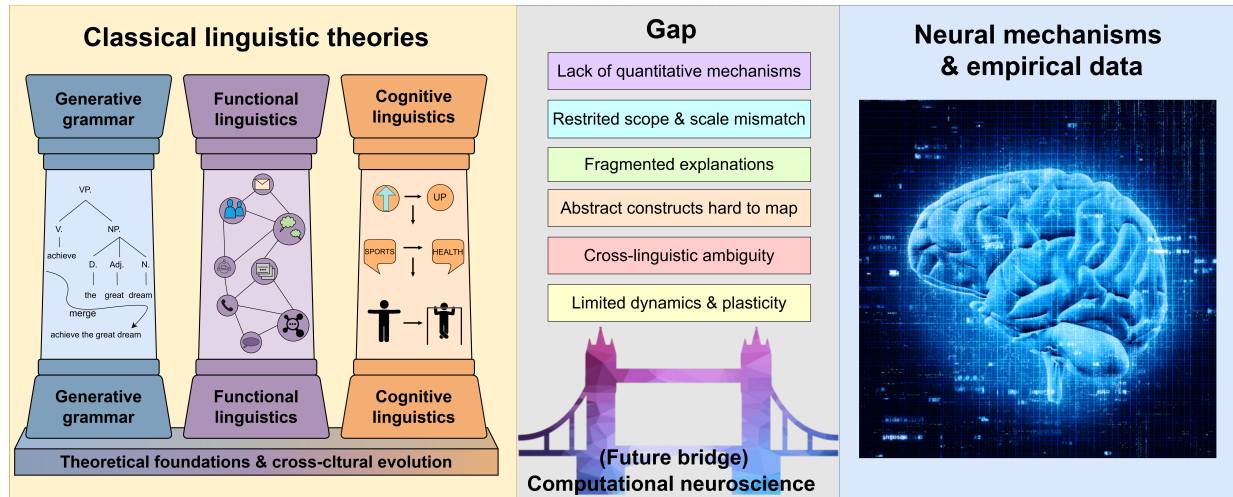 Classical linguistic theories
Generative
grammar
Functional
linguistics
Cognitive
linguistics
VP.
V.
NP.
achieve
D.
Adj.
N.
the
great
dream
merge
achieve the great dream
UP
SPORTS
HEALTH
Generative
grammar
Functional
linguistics
Cognitive
linguistics
Theoretical foundations & cross-cltural evolution
Gap
Lack of quantitative mechanisms
Restrited scope & scale mismatch
Fragmented explanations
Abstract constructs hard to map
Cross-linguistic ambiguity
Limited dynamics & plasticity
(Future bridge)
Computational neuroscience
Neural mechanisms
& empirical data